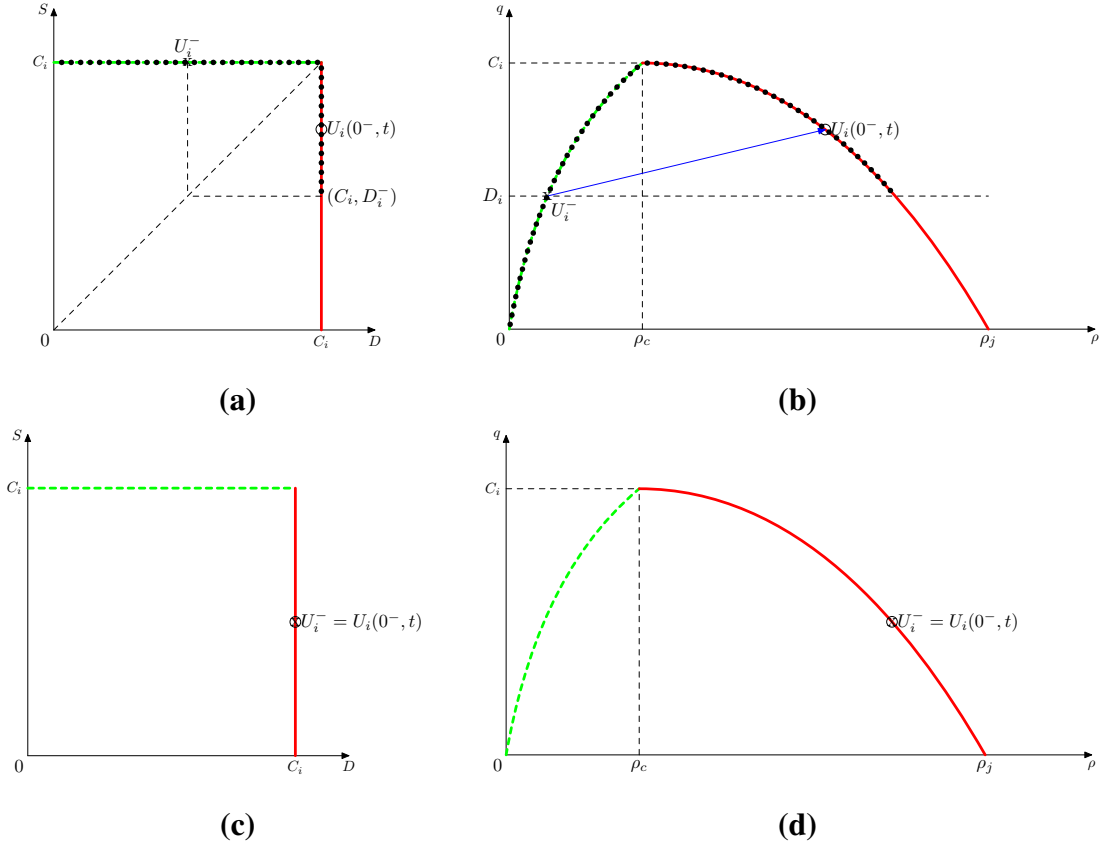 S
C_i
U_i^-
U_i(0^-, t)
(C_i, D_i^-)
0
C_i
D
(a)
q
C_i
U_i(0^-, t)
D_i
U_i^-
0
ρ_c
ρ_j
ρ
(b)
S
C_i
U_i^- = U_i(0^-, t)
0
C_i
D
(c)
q
C_i
U_i^- = U_i(0^-, t)
0
ρ_c
ρ_j
ρ
(d)